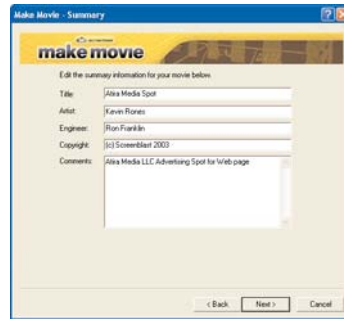 Make Movie - Summary
make movie
Edit the summary information for your movie below.
Title: Atira Media Spot
Artist: Kevin Rones
Engineer: Ron Franklin
Copyright: (c) Screenblast 2003
Comments: Atira Media LLC Advertising Spot for Web page
< Back Next > Cancel